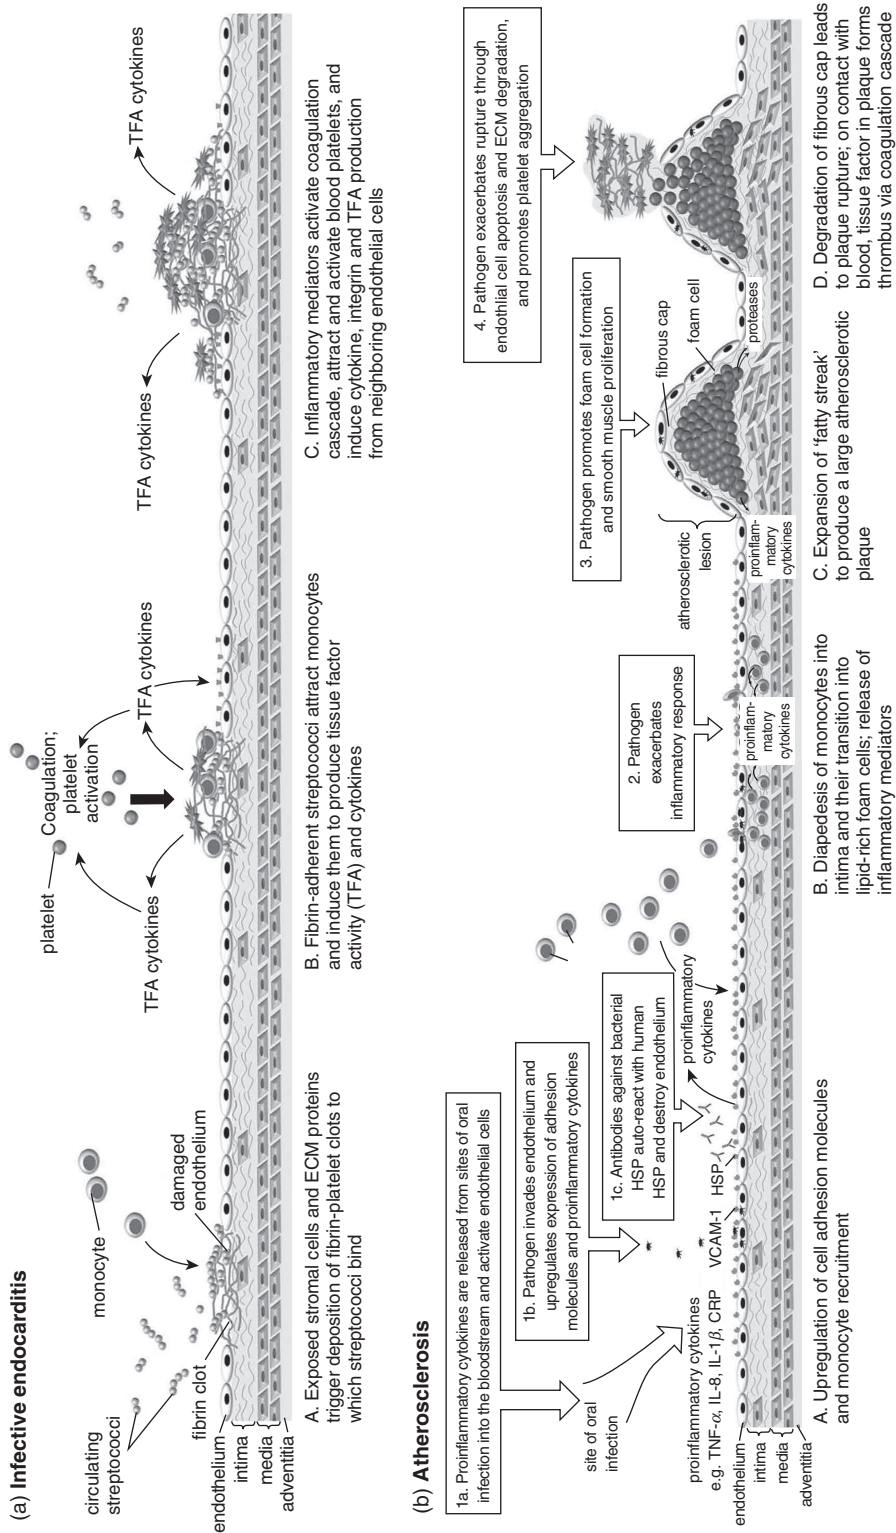 (a) Infective endocarditis
circulating
streptococci
monocyte
fibrin clot
damaged
endothelium
endothelium
intima
media
adventitia
A. Exposed stromal cells and ECM proteins
trigger deposition of fibrin-platelet clots to
which streptococci bind
platelet
Coagulation;
platelet
activation
TFA cytokines
TFA cytokines
B. Fibrin-adherent streptococci attract monocytes
and induce them to produce tissue factor
activity (TFA) and cytokines
TFA cytokines
TFA cytokines
C. Inflammatory mediators activate coagulation
cascade, attract and activate blood platelets, and
induce cytokine, integrin and TFA production
from neighboring endothelial cells
(b) Atherosclerosis
1a. Proinflammatory cytokines are released from sites of oral
infection into the bloodstream and activate endothelial cells
1b. Pathogen invades endothelium and
upregulates expression of adhesion
molecules and proinflammatory cytokines
1c. Antibodies against bacterial
HSP auto-react with human
HSP and destroy endothelium
site of oral
infection
proinflammatory cytokines
e.g. TNF-α, IL-8, IL-1β, CRP
VCAM-1
HSP
proinflammatory
cytokines
endothelium
intima
media
adventitia
A. Upregulation of cell adhesion molecules
and monocyte recruitment
2. Pathogen
exacerbates
inflammatory response
proinflam-
matory
cytokines
B. Diapedesis of monocytes into
intima and their transition into
lipid-rich foam cells; release of
inflammatory mediators
3. Pathogen promotes foam cell formation
and smooth muscle proliferation
atherosclerotic
lesion
fibrous cap
foam cell
proinflam-
matory
cytokines
proteases
C. Expansion of ‘fatty streak’
to produce a large atherosclerotic
plaque
4. Pathogen exacerbates rupture through
endothlial cell apoptosis and ECM degradation,
and promotes platelet aggregation
D. Degradation of fibrous cap leads
to plaque rupture; on contact with
blood, tissue factor in plaque forms
thrombus via coagulation cascade